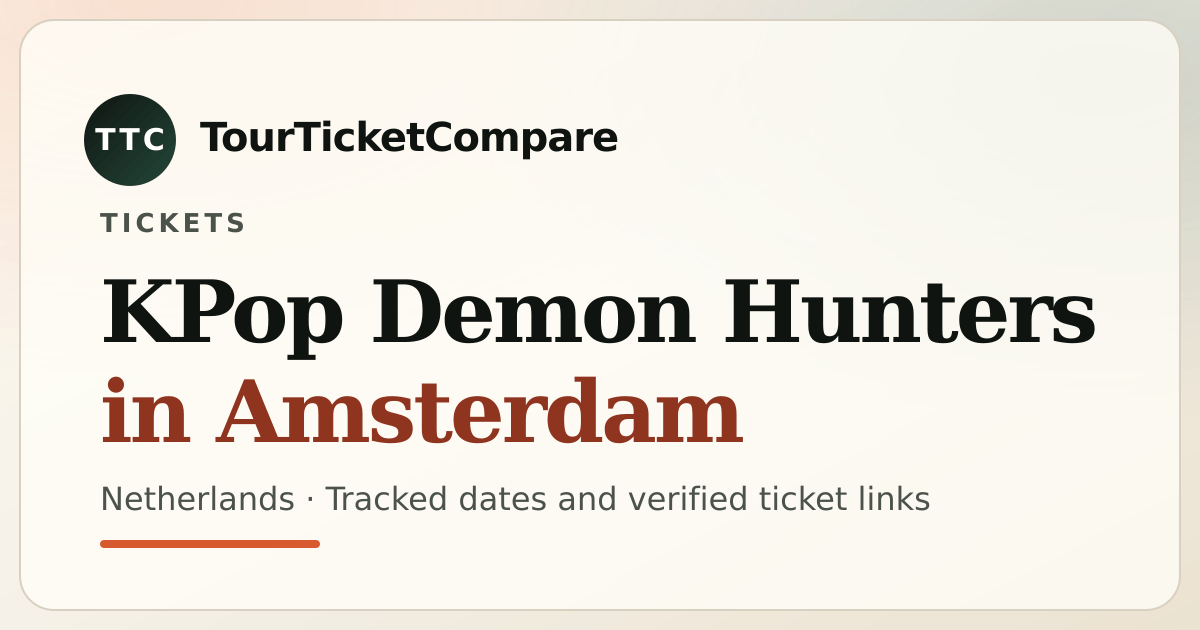 TTC TourTicketCompare
TICKETS
KPop Demon Hunters
in Amsterdam
Netherlands · Tracked dates and verified ticket links